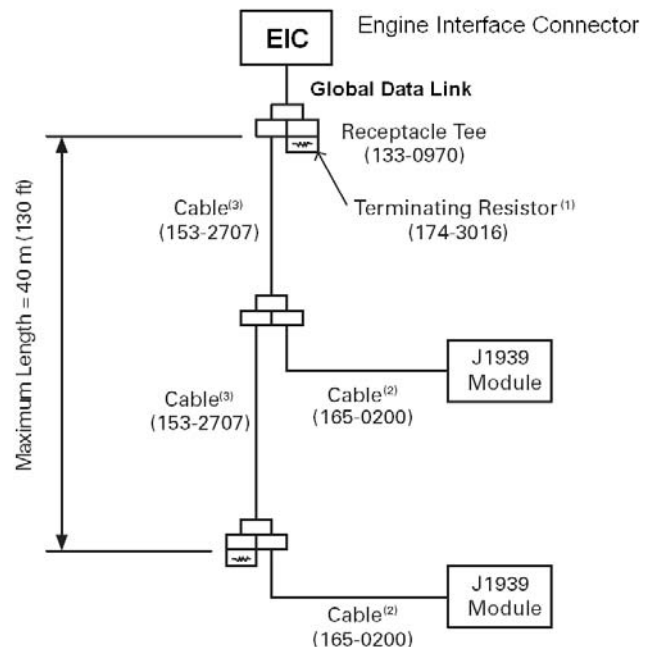 EIC
Engine Interface Connector
Global Data Link
Receptacle Tee
(133-0970)
Terminating Resistor(1)
(174-3016)
Cable(3)
(153-2707)
Maximum Length = 40 m (130 ft)
J1939
Module
Cable(2)
(165-0200)
Cable(3)
(153-2707)
J1939
Module
Cable(2)
(165-0200)